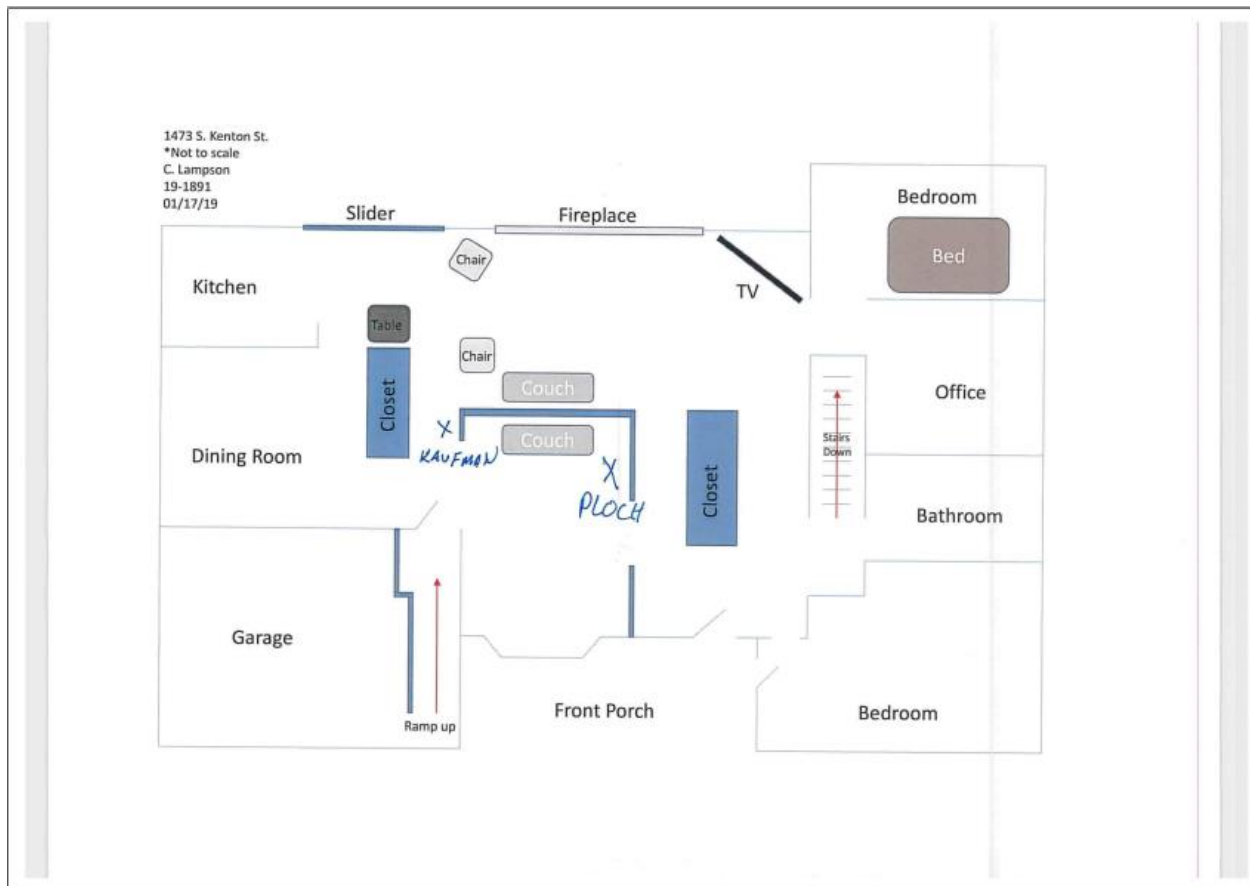 1473 S. Kenton St.
*Not to scale
C. Lampson
19-1891
01/17/19
Slider
Fireplace
Bedroom
Chair
Bed
Kitchen
TV
Table
Chair
Closet
Couch
Office
X
Couch
Stairs
Down
KAUFMAN
Dining Room
X
Closet
PLOCH
Bathroom
Garage
Front Porch
Bedroom
Ramp up